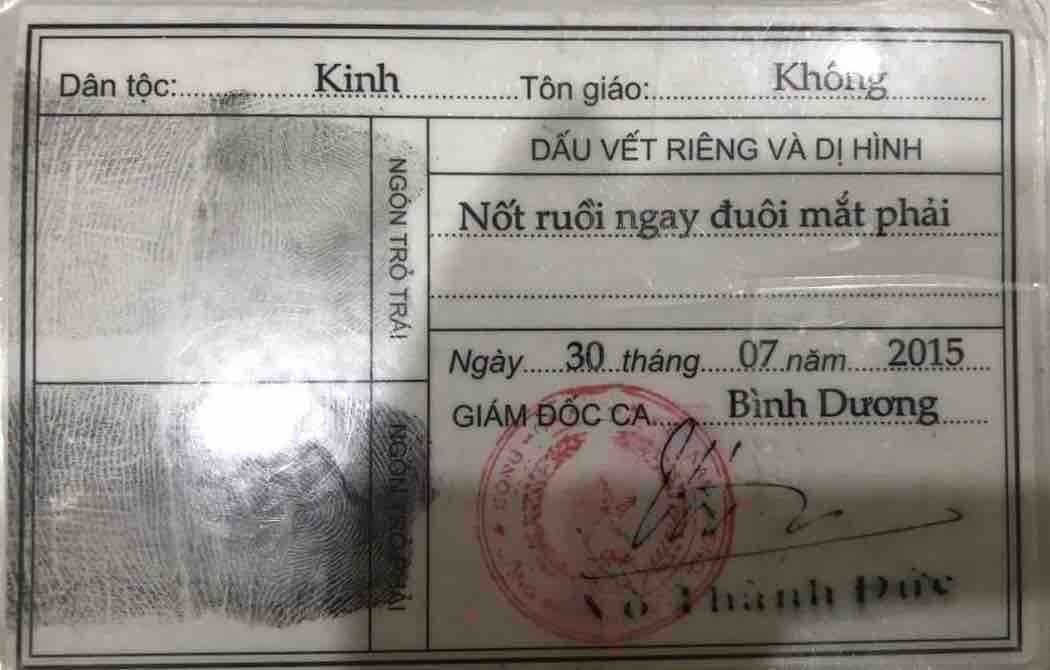 Dân tộc: Kinh Tôn giáo: Không
NGÓN TRỎ TRÁI
DẤU VẾT RIÊNG VÀ DỊ HÌNH
Nốt ruồi ngay đuôi mắt phải
Ngày 30 tháng 07 năm 2015
GIÁM ĐỐC CA Bình Dương
NGÓN TRỎ PHẢI
Võ Thành Đức